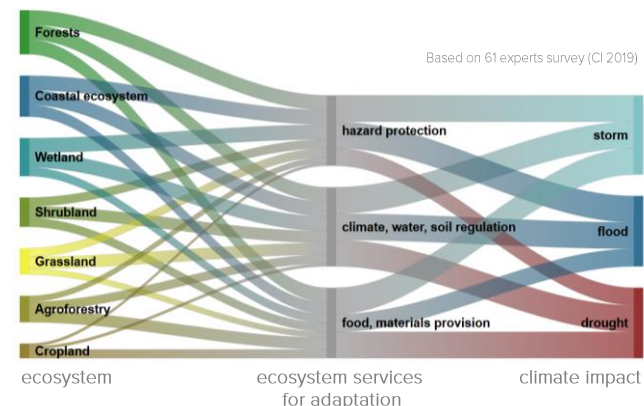 Based on 61 experts survey (CI 2019)
Forests
Coastal ecosystem
Wetland
Shrubland
Grassland
Agroforestry
Cropland
hazard protection
climate, water, soil regulation
food, materials provision
storm
flood
drought
ecosystem
ecosystem services
for adaptation
climate impact